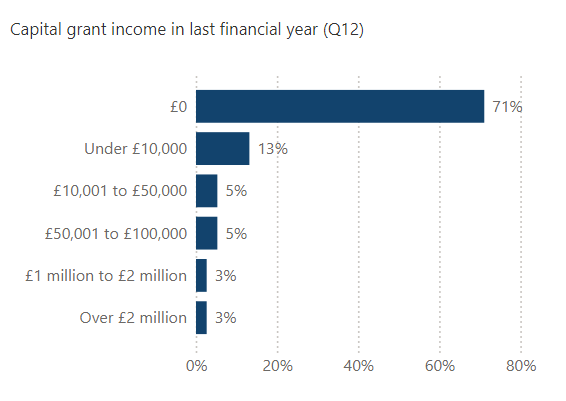 Capital grant income in last financial year (Q12)
£0 71%
Under £10,000 13%
£10,001 to £50,000 5%
£50,001 to £100,000 5%
£1 million to £2 million 3%
Over £2 million 3%
0% 20% 40% 60% 80%